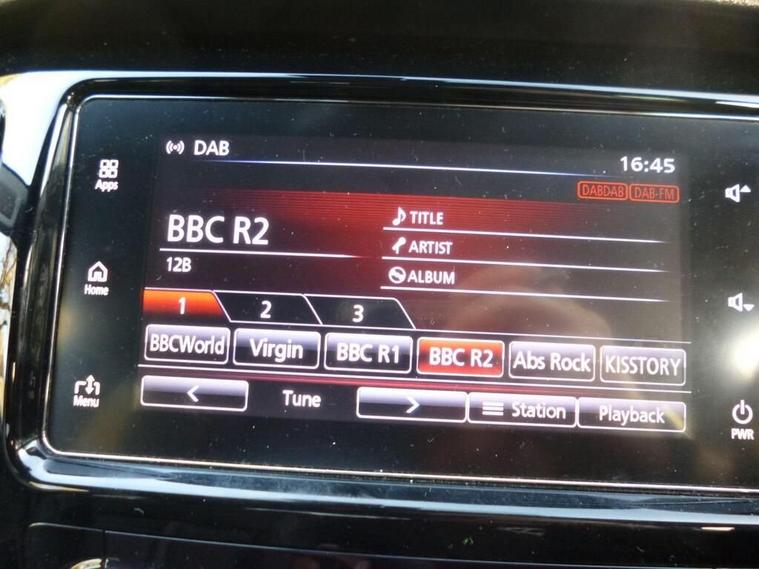 DAB
16:45
Apps
DABDAB DAB-FM
BBC R2
TITLE
ARTIST
12B
ALBUM
Home
1 2 3
BBCWorld Virgin BBC R1 BBC R2 Abs Rock KISSTORY
Menu
< Tune > Station Playback
PWR